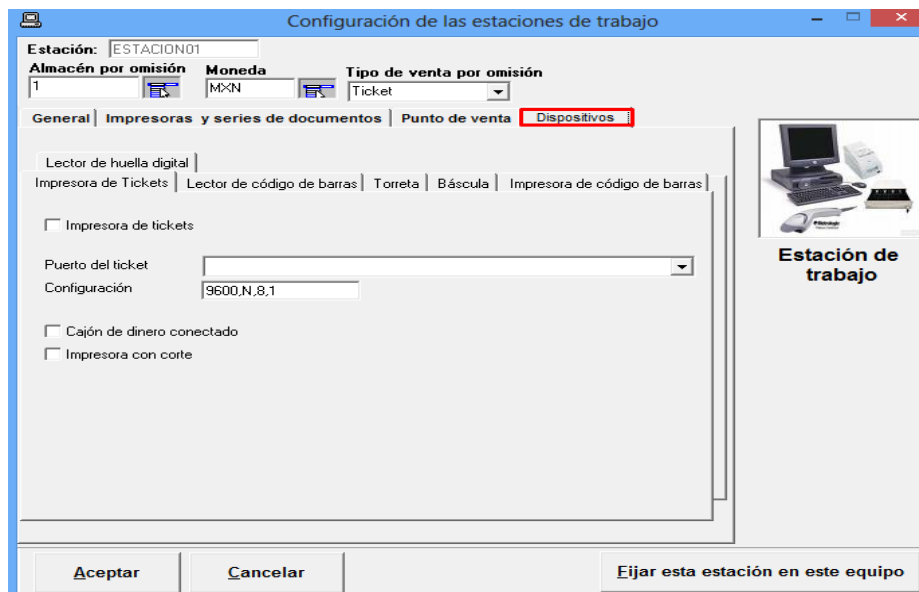 Configuración de las estaciones de trabajo
Estación: ESTACION01
Almacén por omisión Moneda Tipo de venta por omisión
1 MXN Ticket
General Impresoras y series de documentos Punto de venta Dispositivos
Lector de huella digital
Impresora de Tickets Lector de código de barras Torreta Báscula Impresora de código de barras
Impresora de tickets
Puerto del ticket
Configuración 9600,N,8,1
Cajón de dinero conectado
Impresora con corte
Estación de
trabajo
Aceptar Cancelar Fijar esta estación en este equipo